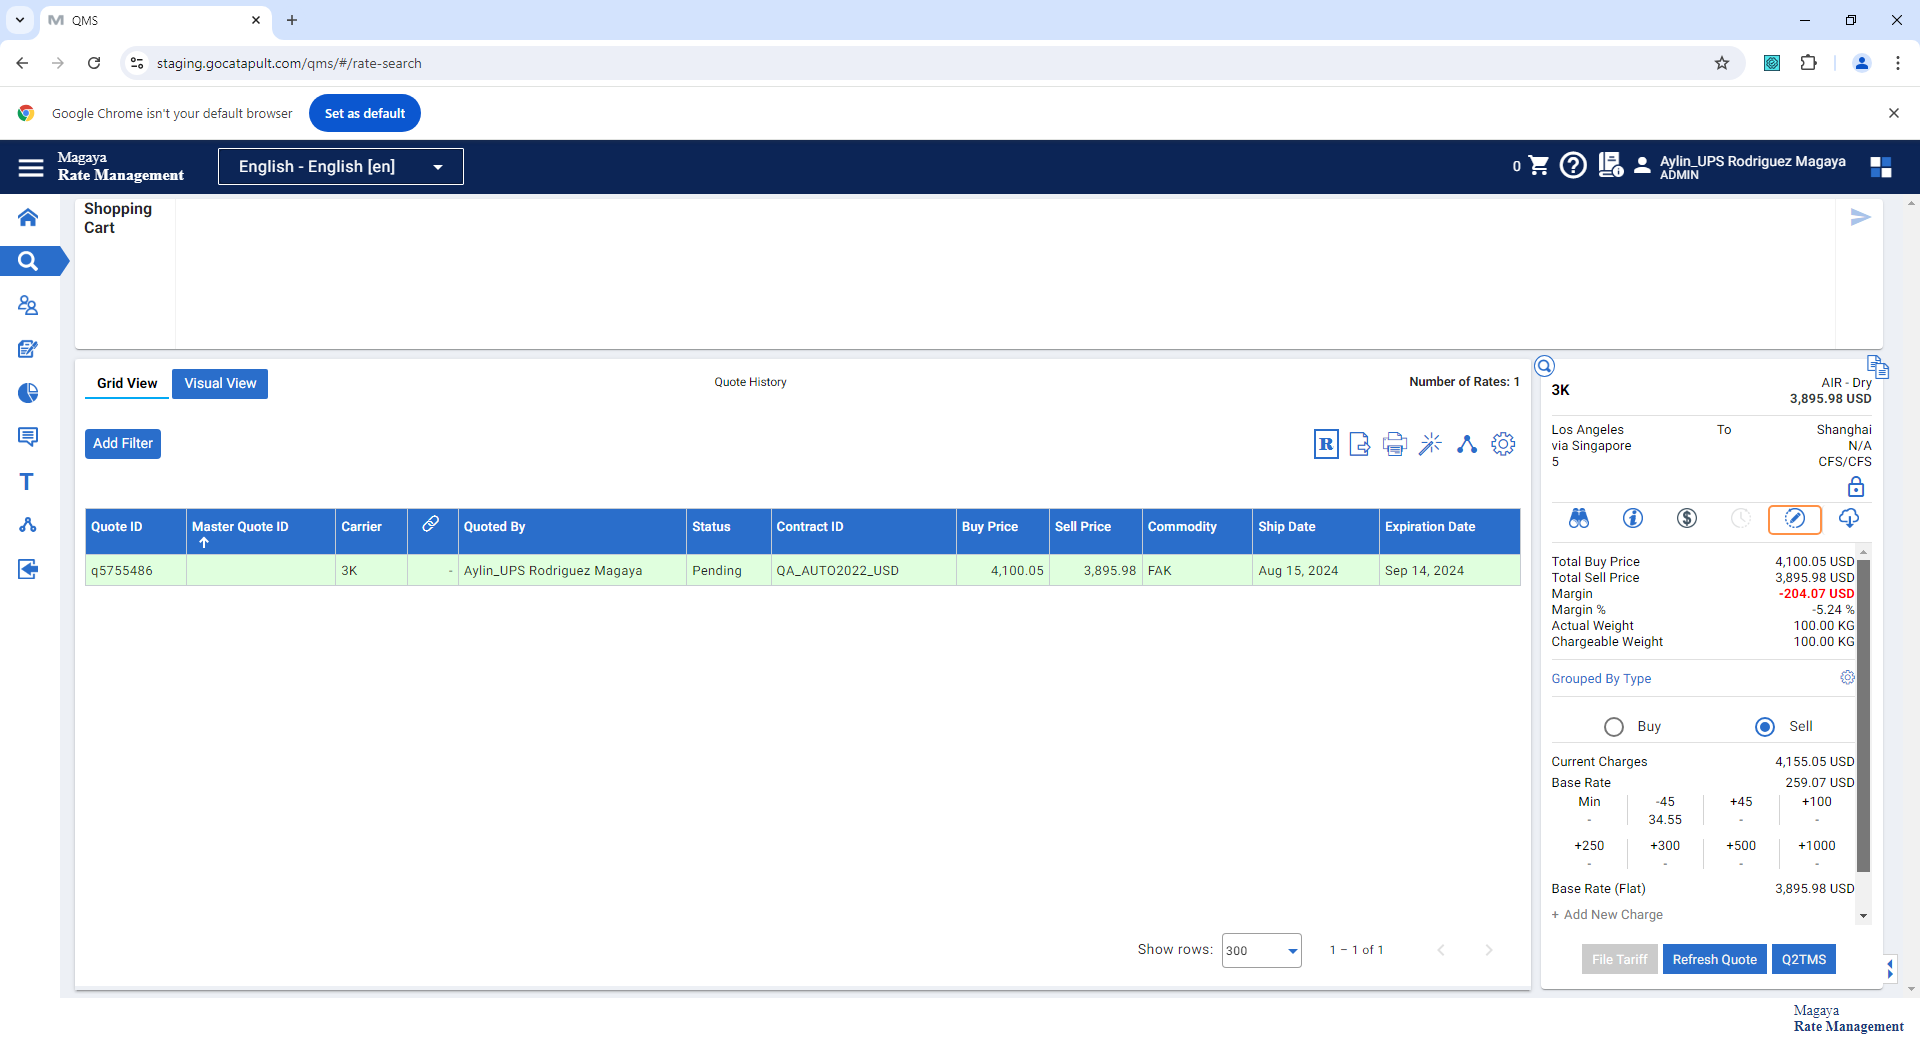 QMS
staging.gocatapult.com/qms/#/rate-search
Google Chrome isn't your default browser
Set as default
Magaya
Rate Management
English - English [en]
0
Aylin_UPS Rodriguez Magaya
ADMIN
Shopping
Cart
Grid View
Visual View
Quote History
Number of Rates: 1
Add Filter
R
Quote ID
Master Quote ID
Carrier
Quoted By
Status
Contract ID
Buy Price
Sell Price
Commodity
Ship Date
Expiration Date
q5755486
3K
-
Aylin_UPS Rodriguez Magaya
Pending
QA_AUTO2022_USD
4,100.05
3,895.98
FAK
Aug 15, 2024
Sep 14, 2024
Show rows:
300
1 – 1 of 1
3K
AIR - Dry
3,895.98 USD
Los Angeles
To
Shanghai
via Singapore
N/A
5
CFS/CFS
Total Buy Price
4,100.05 USD
Total Sell Price
3,895.98 USD
Margin
-204.07 USD
Margin %
-5.24 %
Actual Weight
100.00 KG
Chargeable Weight
100.00 KG
Grouped By Type
Buy
Sell
Current Charges
4,155.05 USD
Base Rate
259.07 USD
Min
-45
+45
+100
-
34.55
-
-
+250
+300
+500
+1000
-
-
-
-
Base Rate (Flat)
3,895.98 USD
+ Add New Charge
File Tariff
Refresh Quote
Q2TMS
Magaya
Rate Management